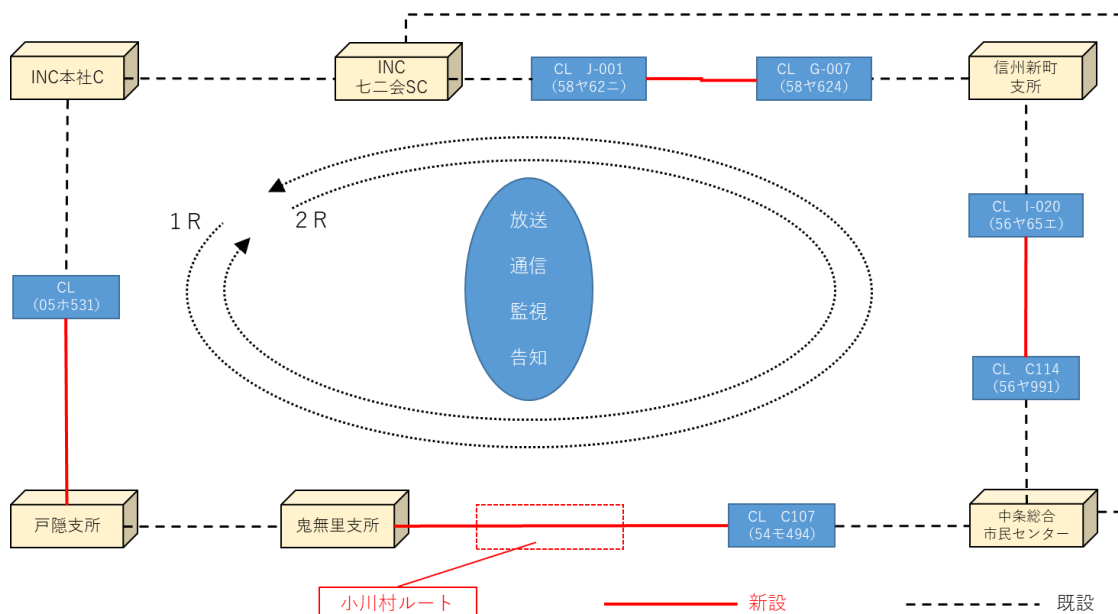 INC本社C
INC
七二会SC
CL J-001
(58ヤ62ニ)
CL G-007
(58ヤ624)
信州新町
支所
1R
2R
放送
通信
監視
告知
CL I-020
(56ヤ65エ)
CL
(05ホ531)
CL C114
(56ヤ991)
戸隠支所
鬼無里支所
CL C107
(54モ494)
中条総合
市民センター
小川村ルート
新設
既設